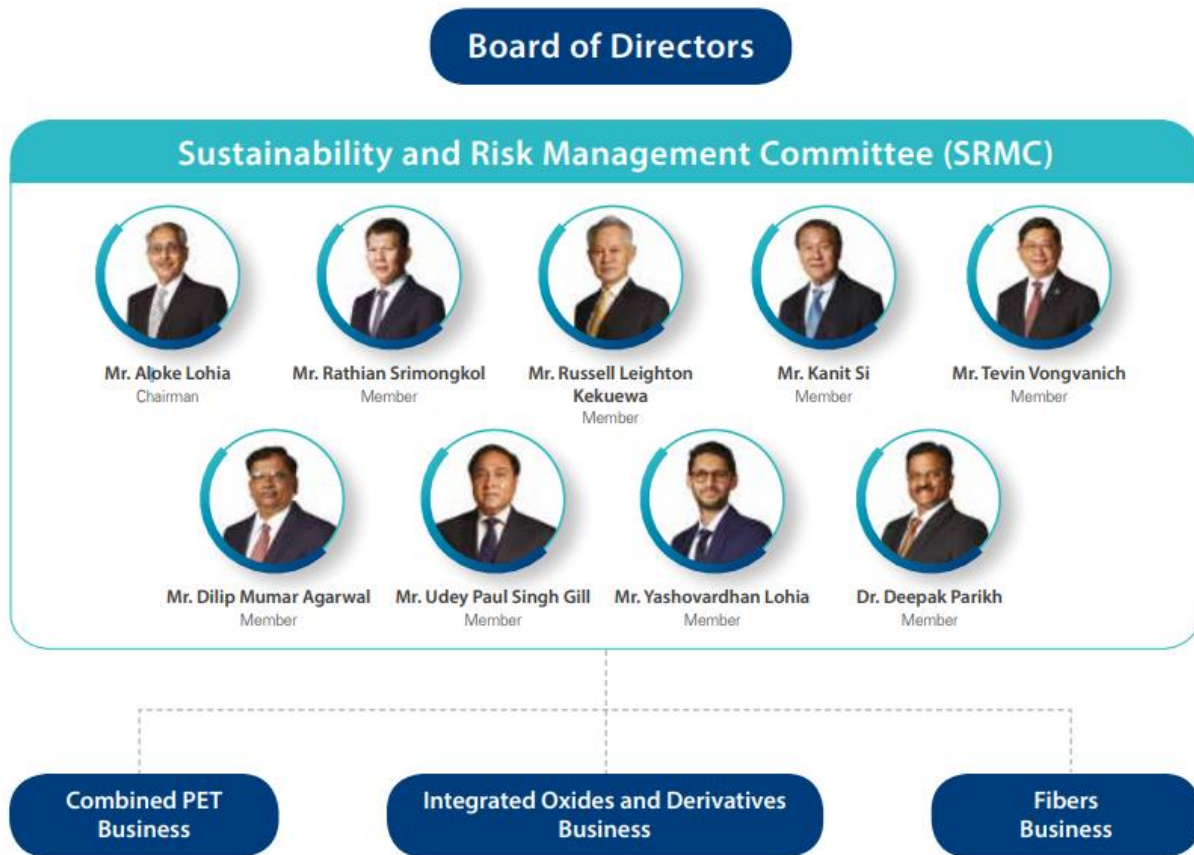 Board of Directors
Sustainability and Risk Management Committee (SRMC)
Mr. Aloke Lohia
Chairman
Mr. Rathian Srimongkol
Member
Mr. Russell Leighton
Kekuewa
Member
Mr. Kanit Si
Member
Mr. Tevin Vongvanich
Member
Mr. Dilip Mumar Agarwal
Member
Mr. Udey Paul Singh Gill
Member
Mr. Yashovardhan Lohia
Member
Dr. Deepak Parikh
Member
Combined PET
Business
Integrated Oxides and Derivatives
Business
Fibers
Business